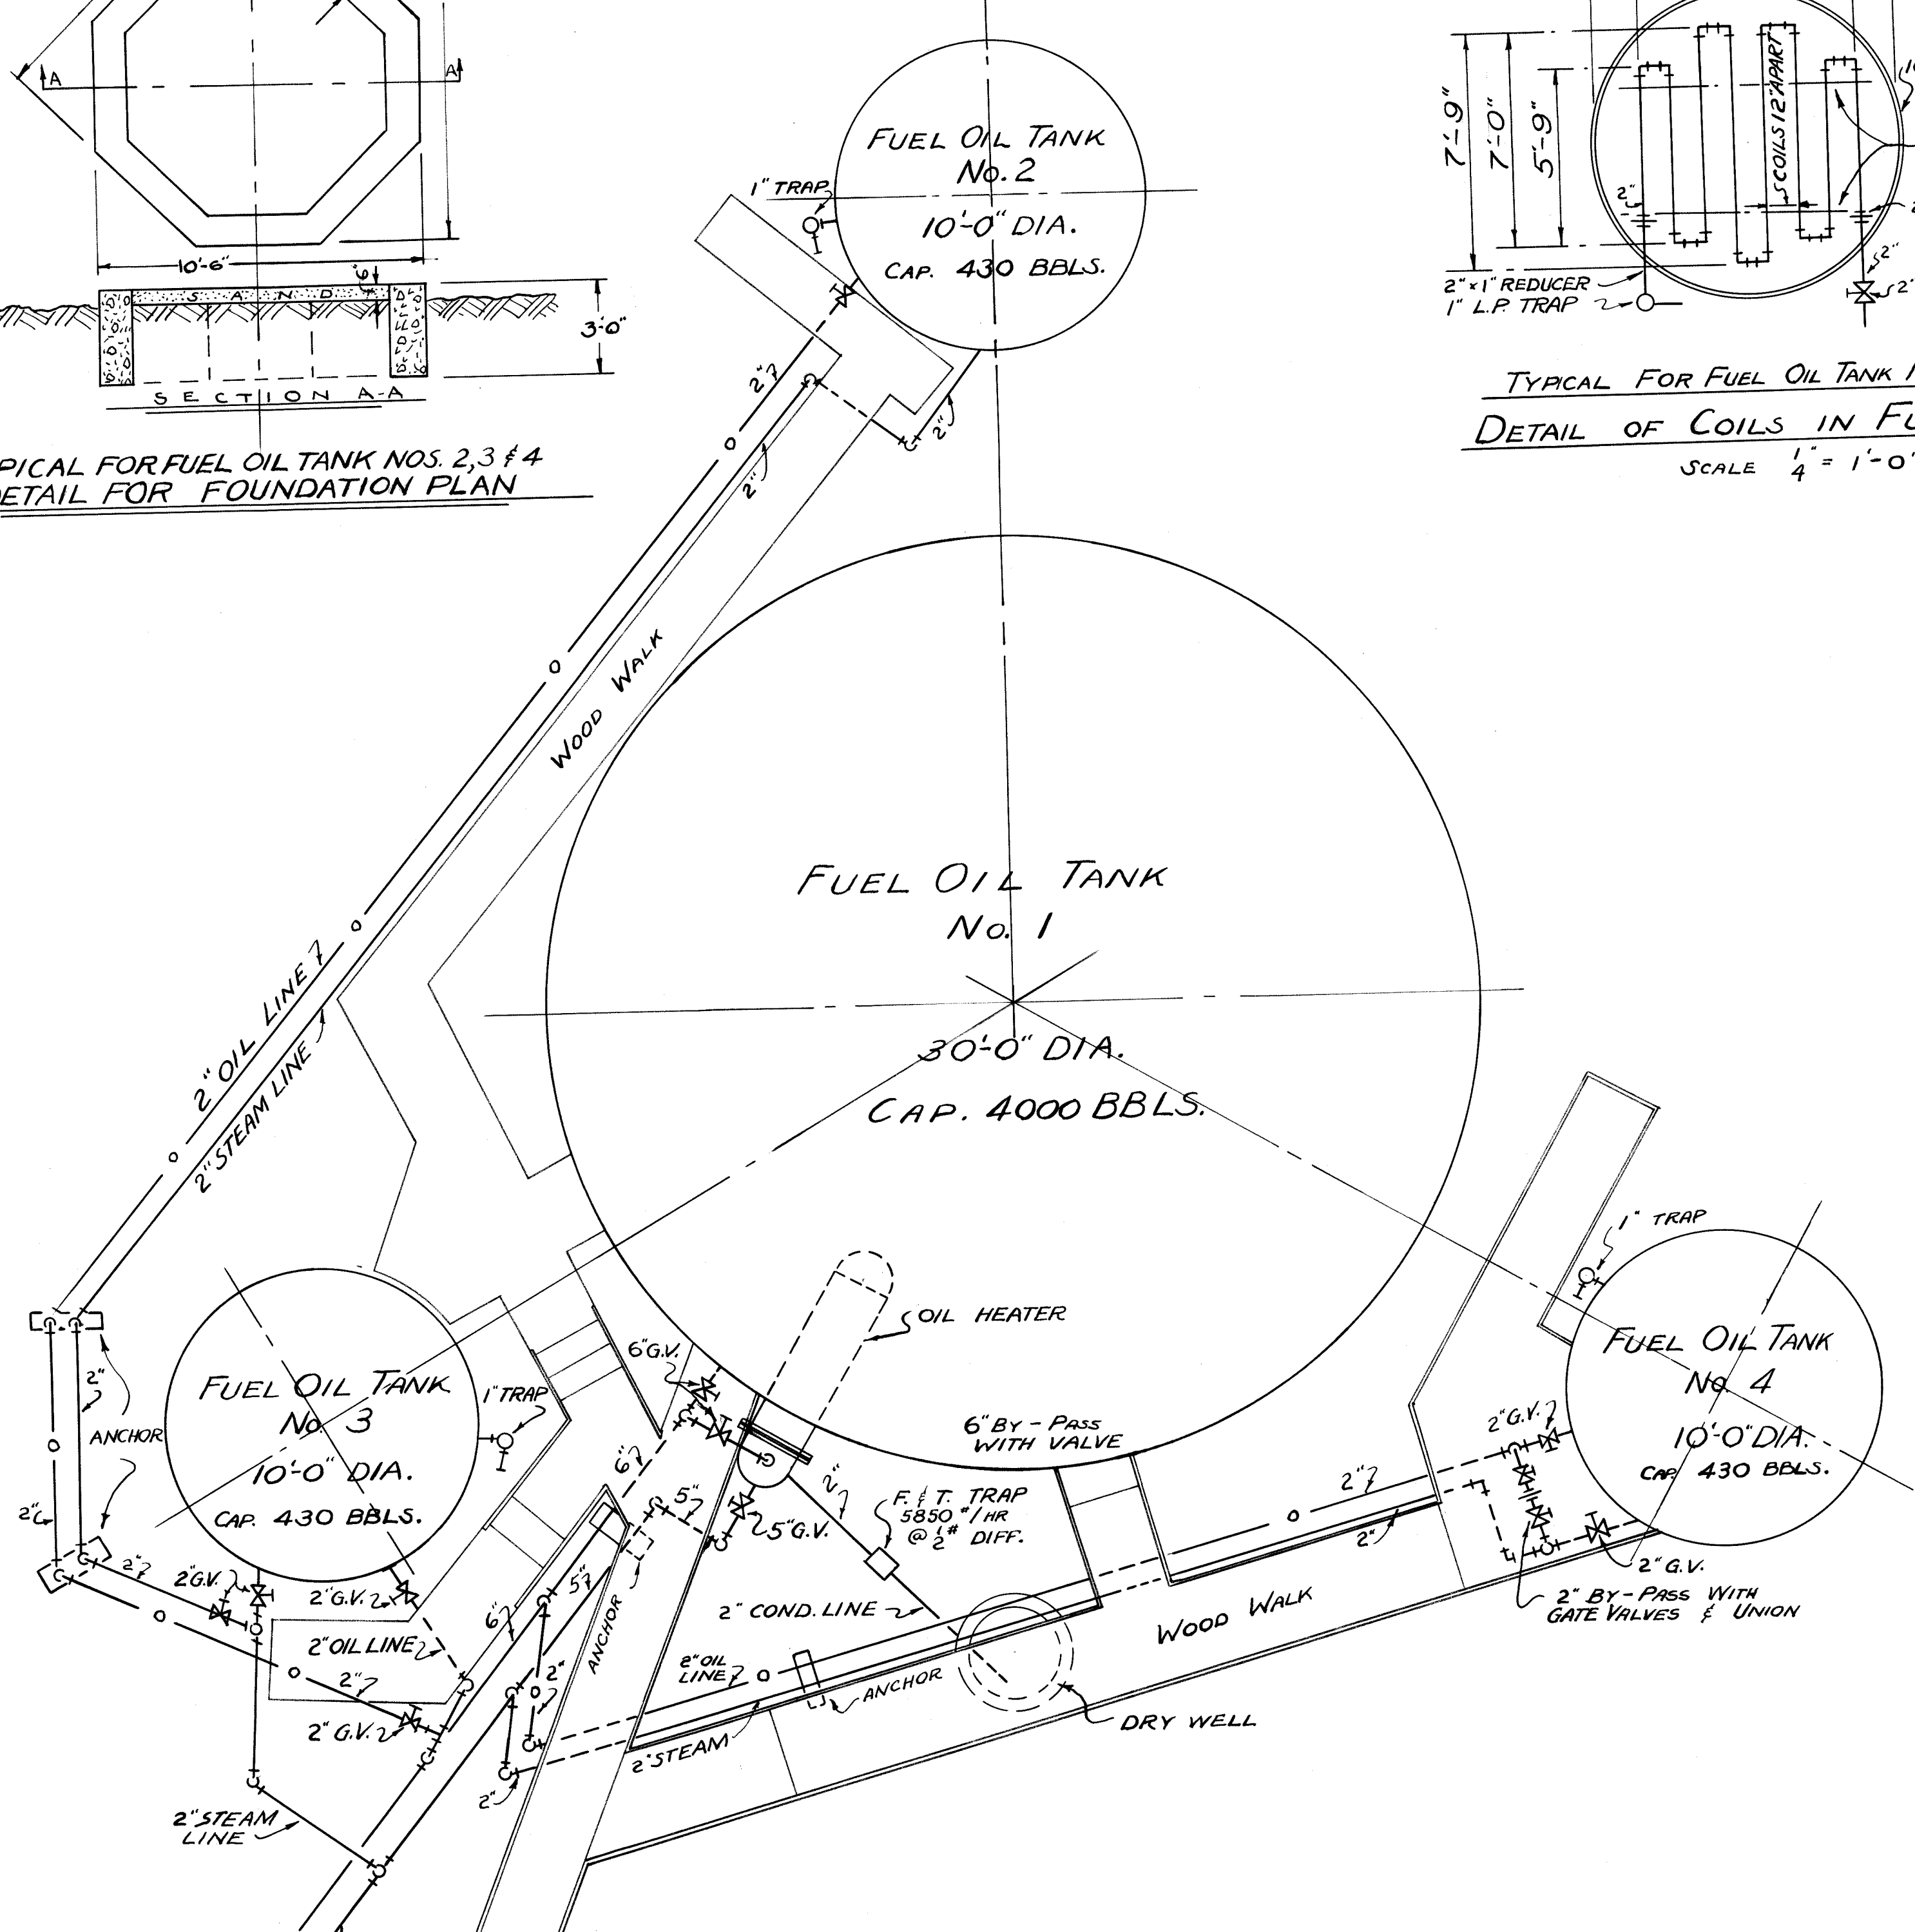 A
A
10'-6"
6"
SAND
3'-0"
SECTION A-A
PICAL FOR FUEL OIL TANK NOS. 2,3 & 4
ETAIL FOR FOUNDATION PLAN
FUEL OIL TANK
No. 2
10'-0" DIA.
CAP. 430 BBLS.
1" TRAP
2"
2"
2"
7'-9"
7'-0"
5'-9"
5 COILS 12" APART
2"
2"
2"
2"×1" REDUCER
1" L.P. TRAP
TYPICAL FOR FUEL OIL TANK
DETAIL OF COILS IN FU
SCALE 1/4" = 1'-0"
WOOD WALK
FUEL OIL TANK
No. 1
30'-0" DIA.
CAP. 4000 BBLS.
2" OIL LINE
2" STEAM LINE
1" TRAP
FUEL OIL TANK
No. 4
10'-0" DIA.
CAP. 430 BBLS.
OIL HEATER
6" G.V.
2"
ANCHOR
2"
FUEL OIL TANK
No. 3
10'-0" DIA.
CAP. 430 BBLS.
1" TRAP
6" BY-PASS
WITH VALVE
2" G.V.
6"
5"
5" G.V.
2"
F. & T. TRAP
5850 #/HR
@ 1/2# DIFF.
2"
2"
2" G.V.
2" BY-PASS WITH
GATE VALVES & UNION
2"
2" G.V.
2" G.V.
2" OIL LINE
6"
5"
ANCHOR
2" COND. LINE
WOOD WALK
2"
2" G.V.
2"
2" OIL
LINE
ANCHOR
DRY WELL
2" STEAM
2"
2" STEAM
LINE